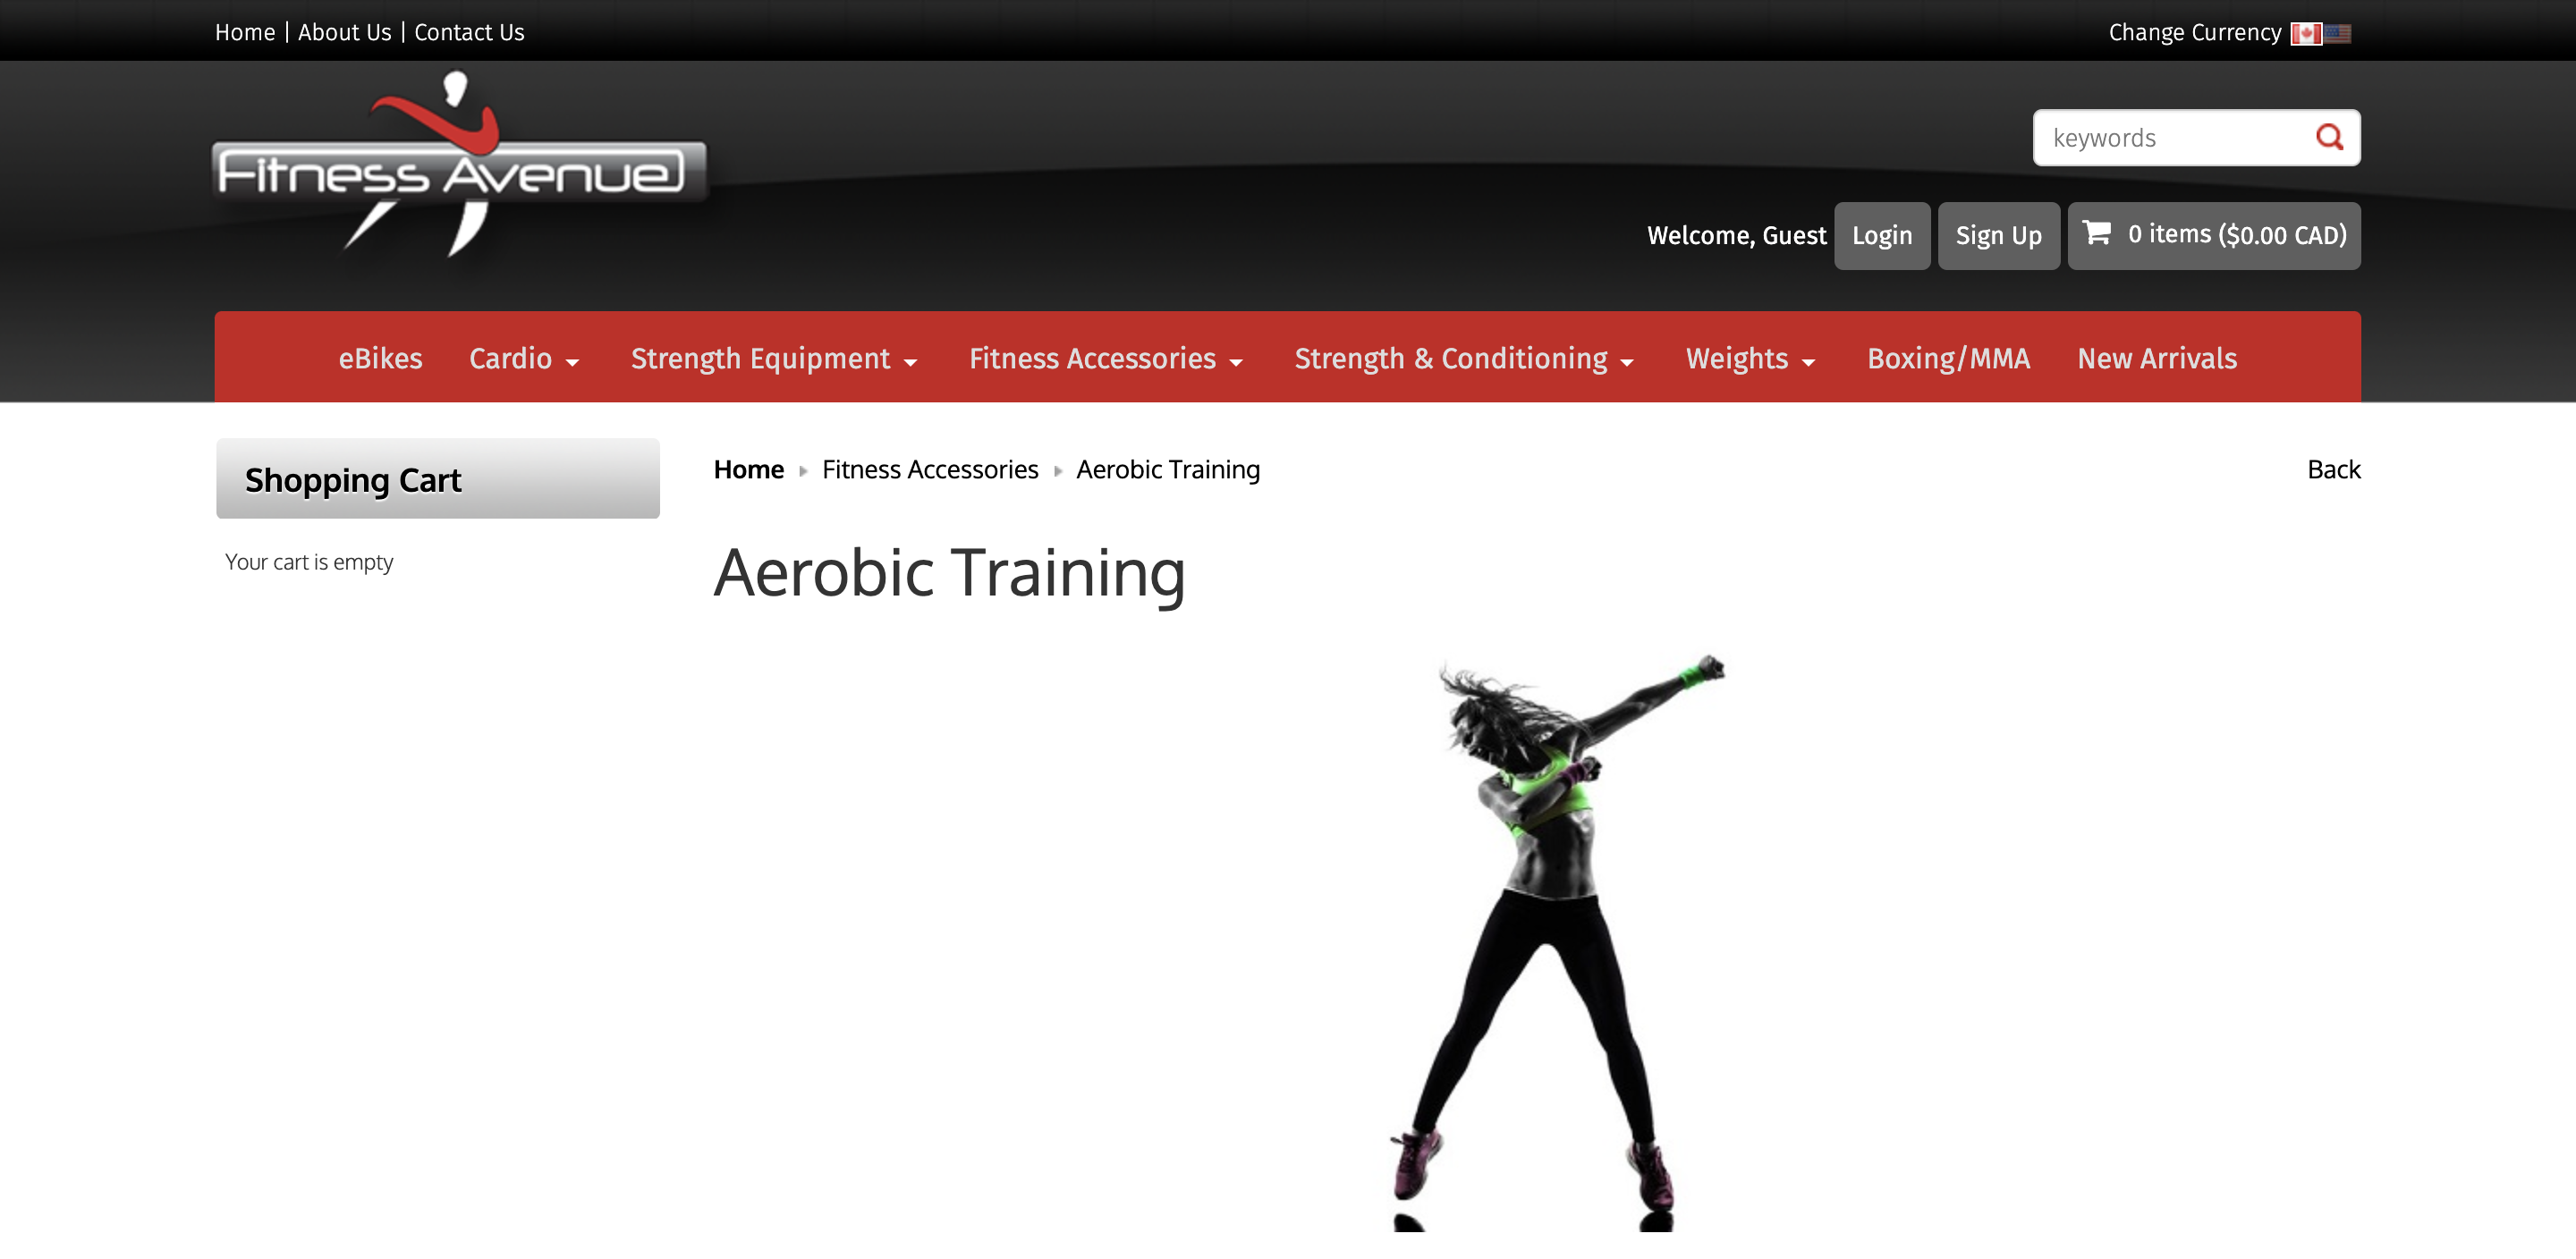 Home | About Us | Contact Us
Change Currency
Fitness Avenue
keywords
Welcome, Guest
Login
Sign Up
0 items ($0.00 CAD)
eBikes
Cardio
Strength Equipment
Fitness Accessories
Strength & Conditioning
Weights
Boxing/MMA
New Arrivals
Shopping Cart
Your cart is empty
Home
Fitness Accessories
Aerobic Training
Back
Aerobic Training